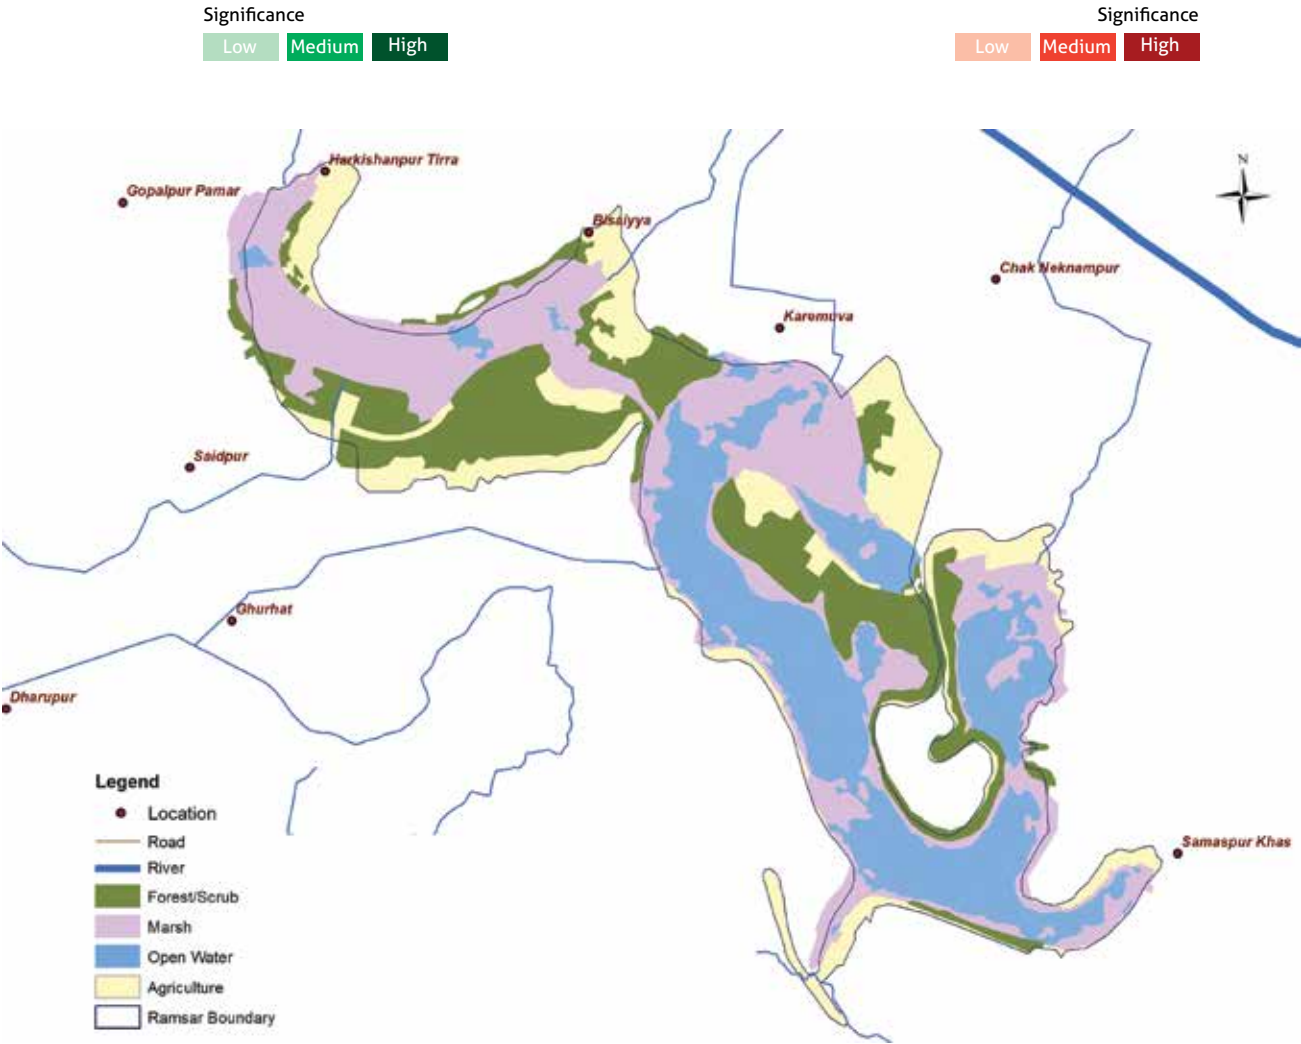 Significance
Low Medium High
Significance
Low Medium High
N
Harkishanpur Tirra
Gopalpur Pamar
Bisaiyya
Chak Neknampur
Karemuva
Saidpur
Ghurhat
Dharupur
Samaspur Khas
Legend
Location
Road
River
Forest/Scrub
Marsh
Open Water
Agriculture
Ramsar Boundary